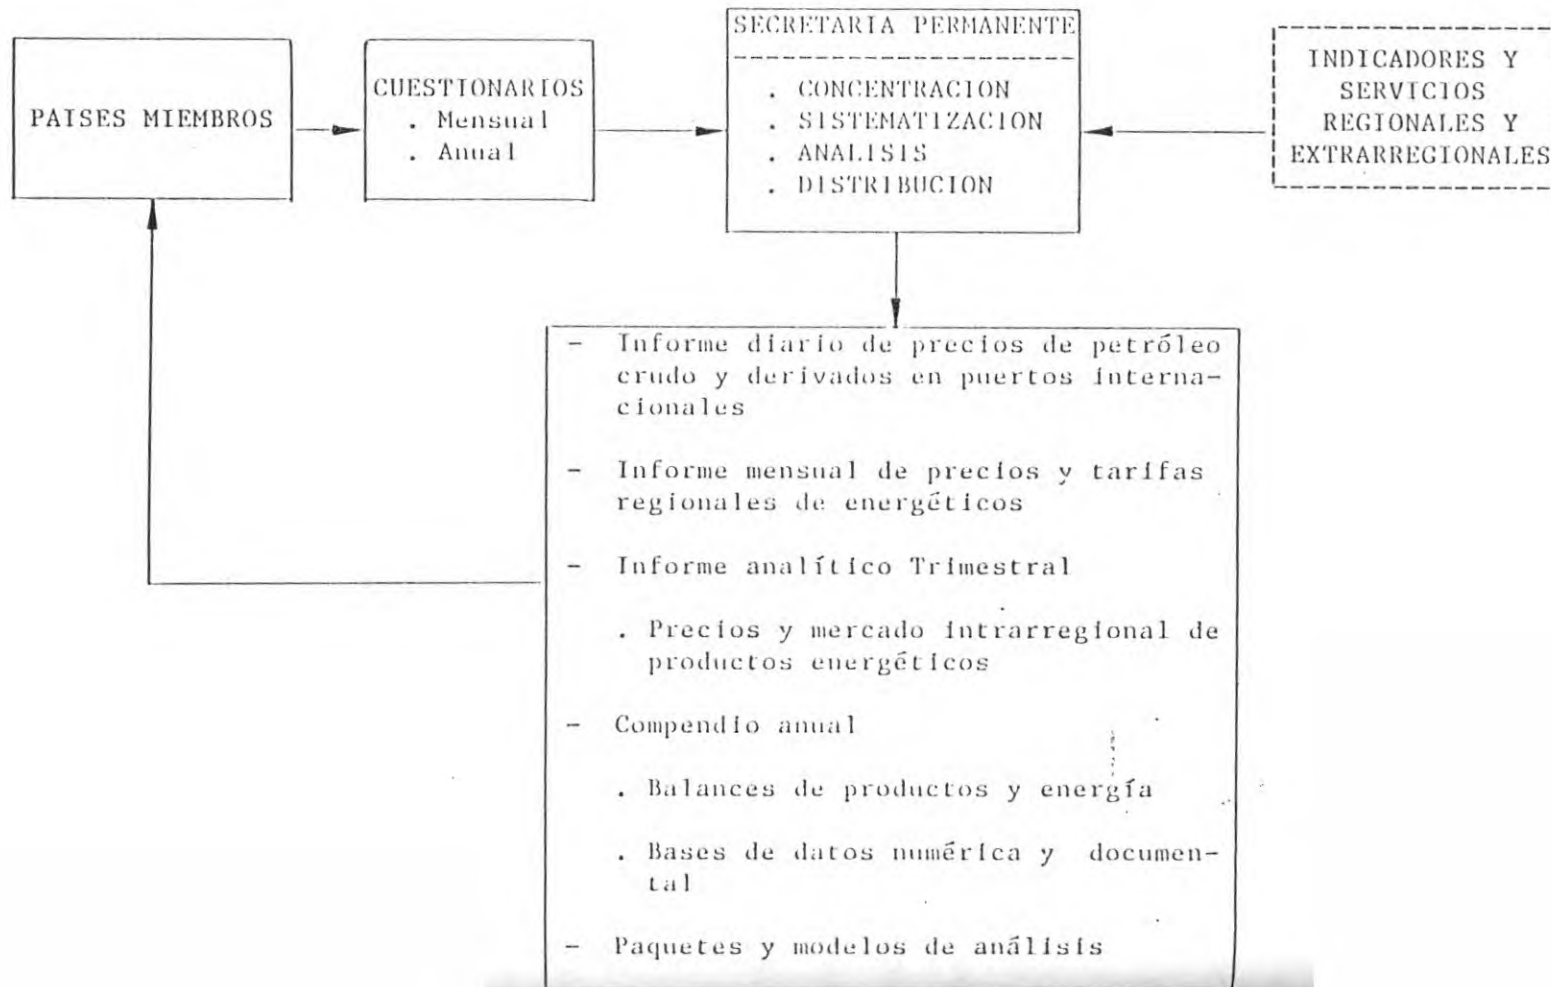 PAISES MIEMBROS
CUESTIONARIOS
. Mensual
. Anual
SECRETARIA PERMANENTE
. CONCENTRACION
. SISTEMATIZACION
. ANALISIS
. DISTRIBUCION
INDICADORES Y
SERVICIOS
REGIONALES Y
EXTRARREGIONALES
- Informe diario de precios de petróleo
crudo y derivados en puertos interna-
cionales
- Informe mensual de precios y tarifas
regionales de energéticos
- Informe analítico Trimestral
. Precios y mercado intrarregional de
productos energéticos
- Compendio anual
. Balances de productos y energía
. Bases de datos numérica y documen-
tal
- Paquetes y modelos de análisis